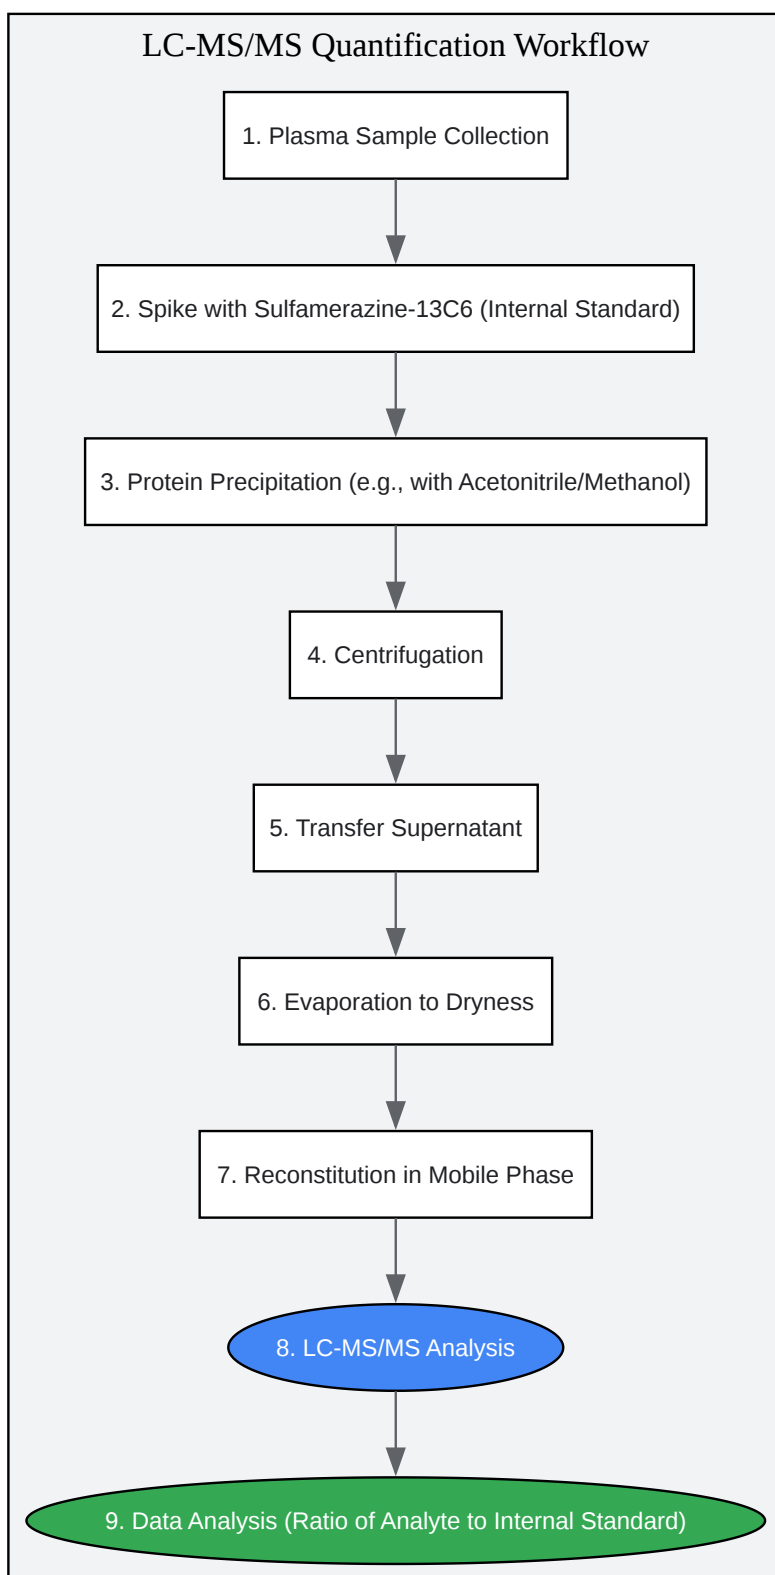 LC-MS/MS Quantification Workflow
1. Plasma Sample Collection
2. Spike with Sulfamerazine-13C6 (Internal Standard)
3. Protein Precipitation (e.g., with Acetonitrile/Methanol)
4. Centrifugation
5. Transfer Supernatant
6. Evaporation to Dryness
7. Reconstitution in Mobile Phase
8. LC-MS/MS Analysis
9. Data Analysis (Ratio of Analyte to Internal Standard)